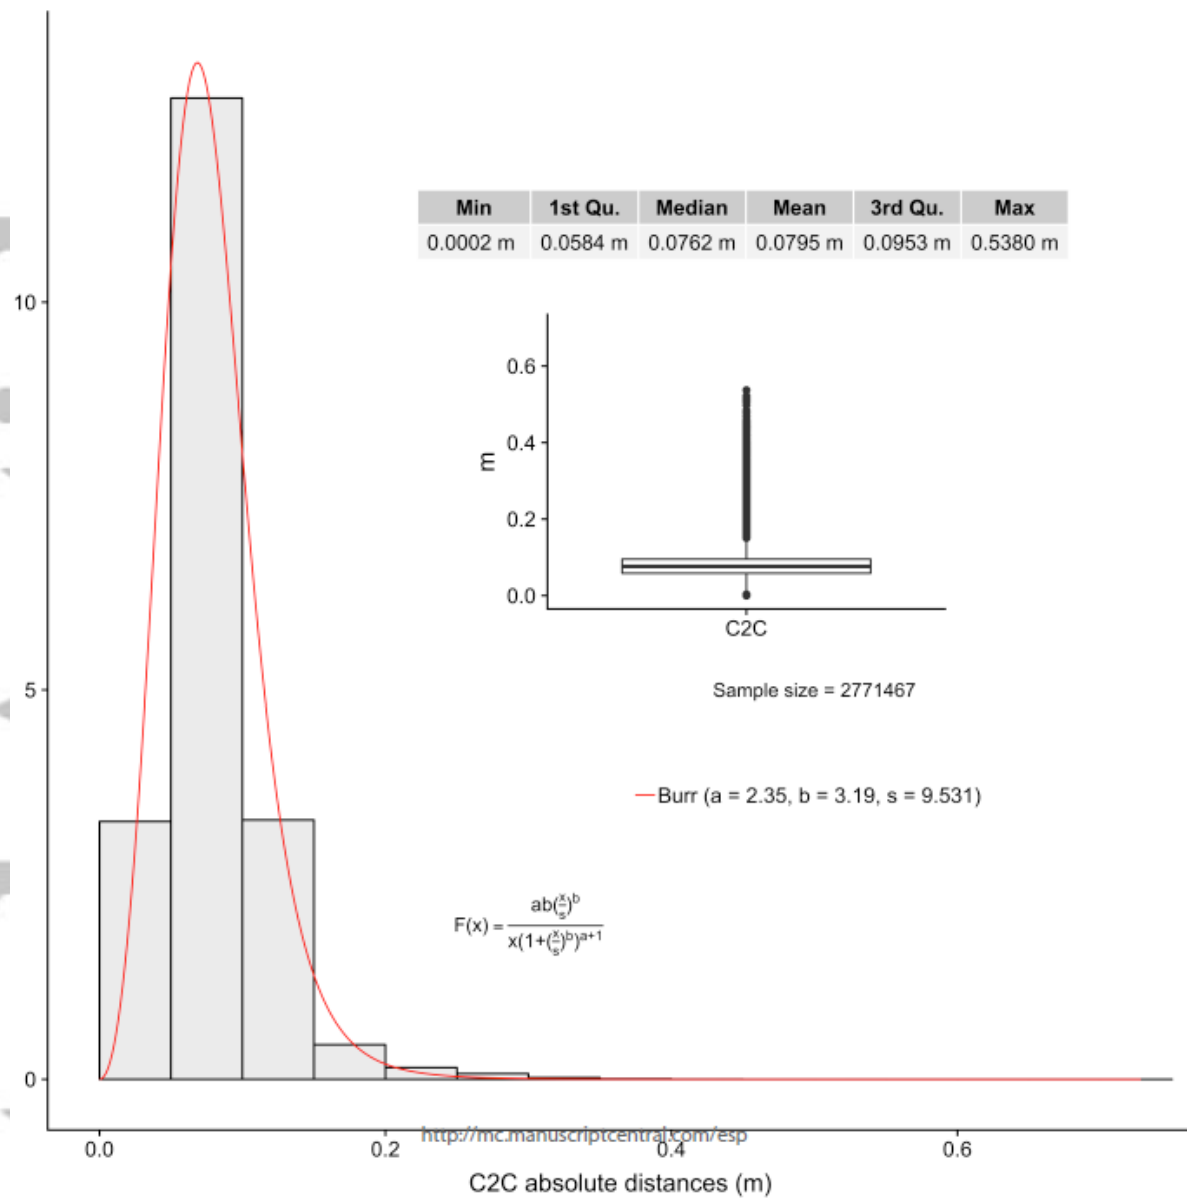 10
5
0
Min 1st Qu. Median Mean 3rd Qu. Max
0.0002 m 0.0584 m 0.0762 m 0.0795 m 0.0953 m 0.5380 m
0.6
0.4
0.2
0.0
m
C2C
Sample size = 2771467
Burr (a = 2.35, b = 3.19, s = 9.531)
F(x) = ab(x/s)^b / x(1+(x/s)^b)^a+1
http://mc.manuscriptcentral.com/esp
0.0 0.2 0.4 0.6
C2C absolute distances (m)